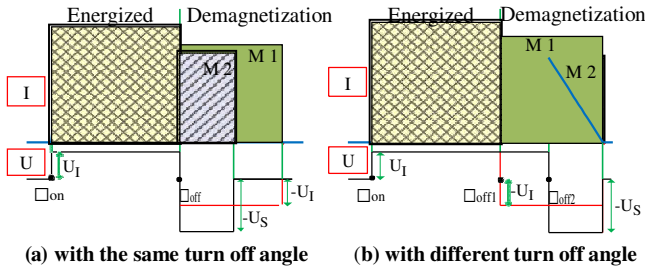 Energized Demagnetization
M 1
M 2
I
U
U_I
□on
□off
-U_I
-U_S
(a) with the same turn off angle
Energized Demagnetization
M 1
M 2
I
U
U_I
□on
□off1
-U_I
□off2
-U_S
(b) with different turn off angle